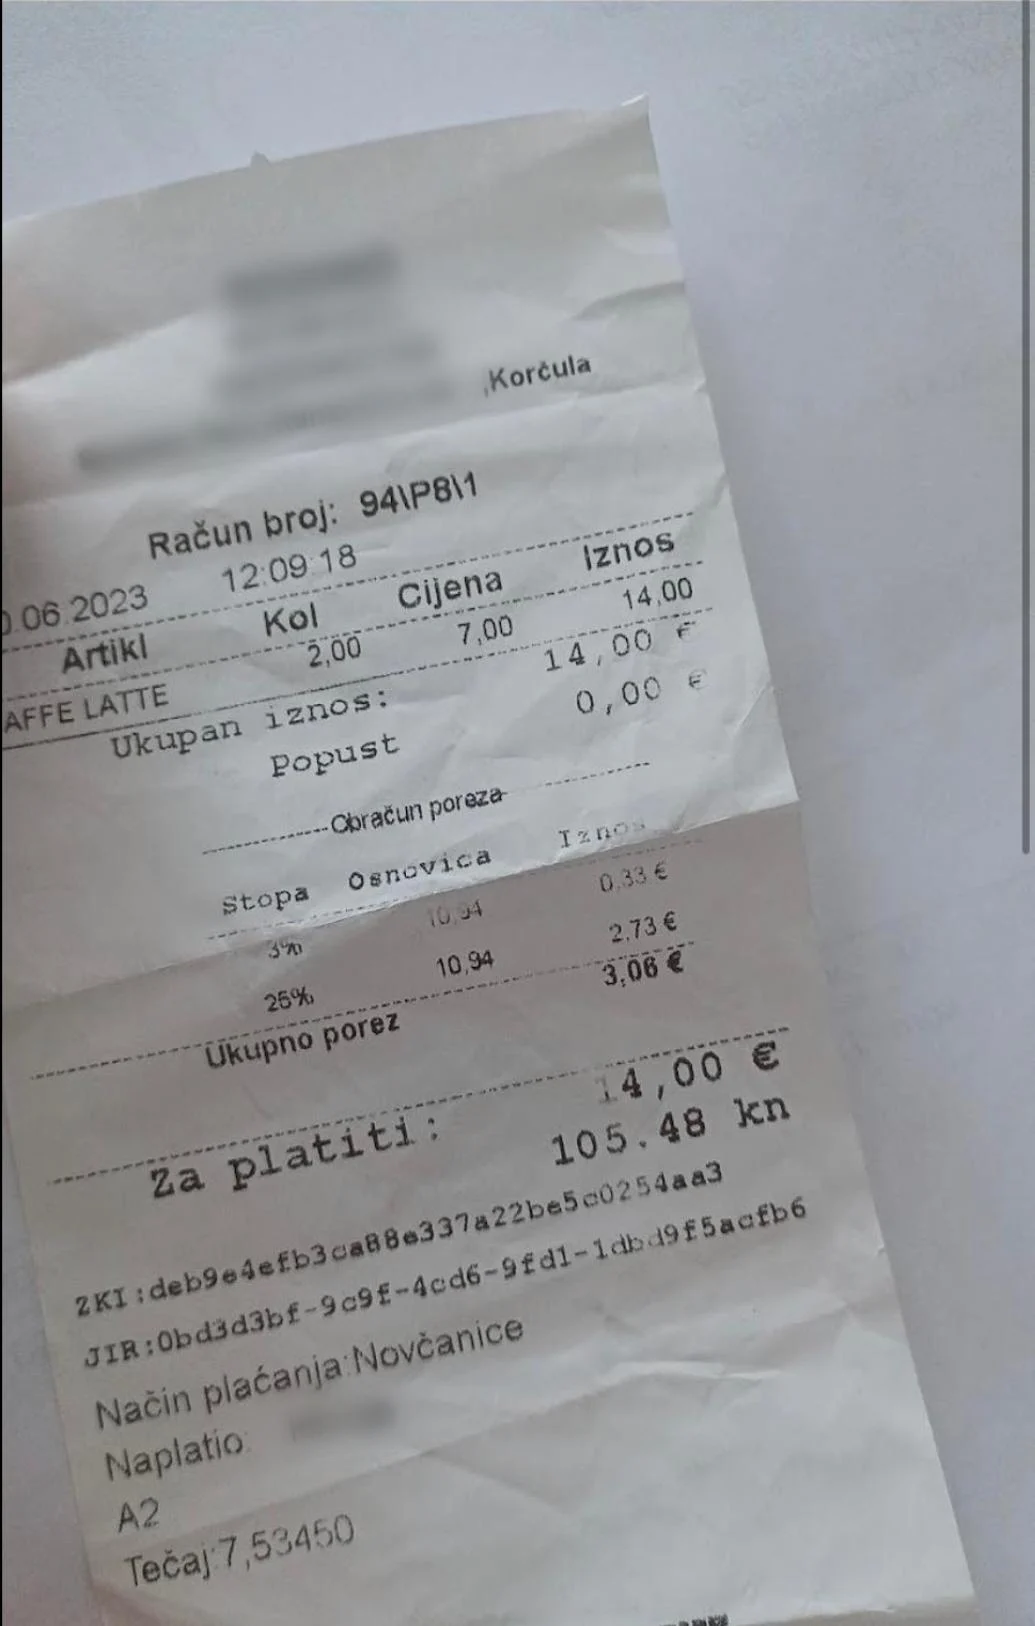 ,Korčula
Račun broj: 94\P8\1
0.06.2023 12:09:18
Artikl Kol Cijena Iznos
AFFE LATTE 2,00 7,00 14,00
Ukupan iznos: 14,00 €
Popust 0,00 €
Obračun poreza
Stopa Osnovica Iznos
3% 10,94 0,33 €
25% 10,94 2,73 €
Ukupno porez 3,06 €
Za platiti: 14,00 €
105.48 kn
ZKI:deb9e4efb3ca88e337a22be5c0254aa3
JIR:0bd3d3bf-9c9f-4cd6-9fd1-1dbd9f5acfb6
Način plaćanja:Novčanice
Naplatio:
A2
Tečaj:7,53450